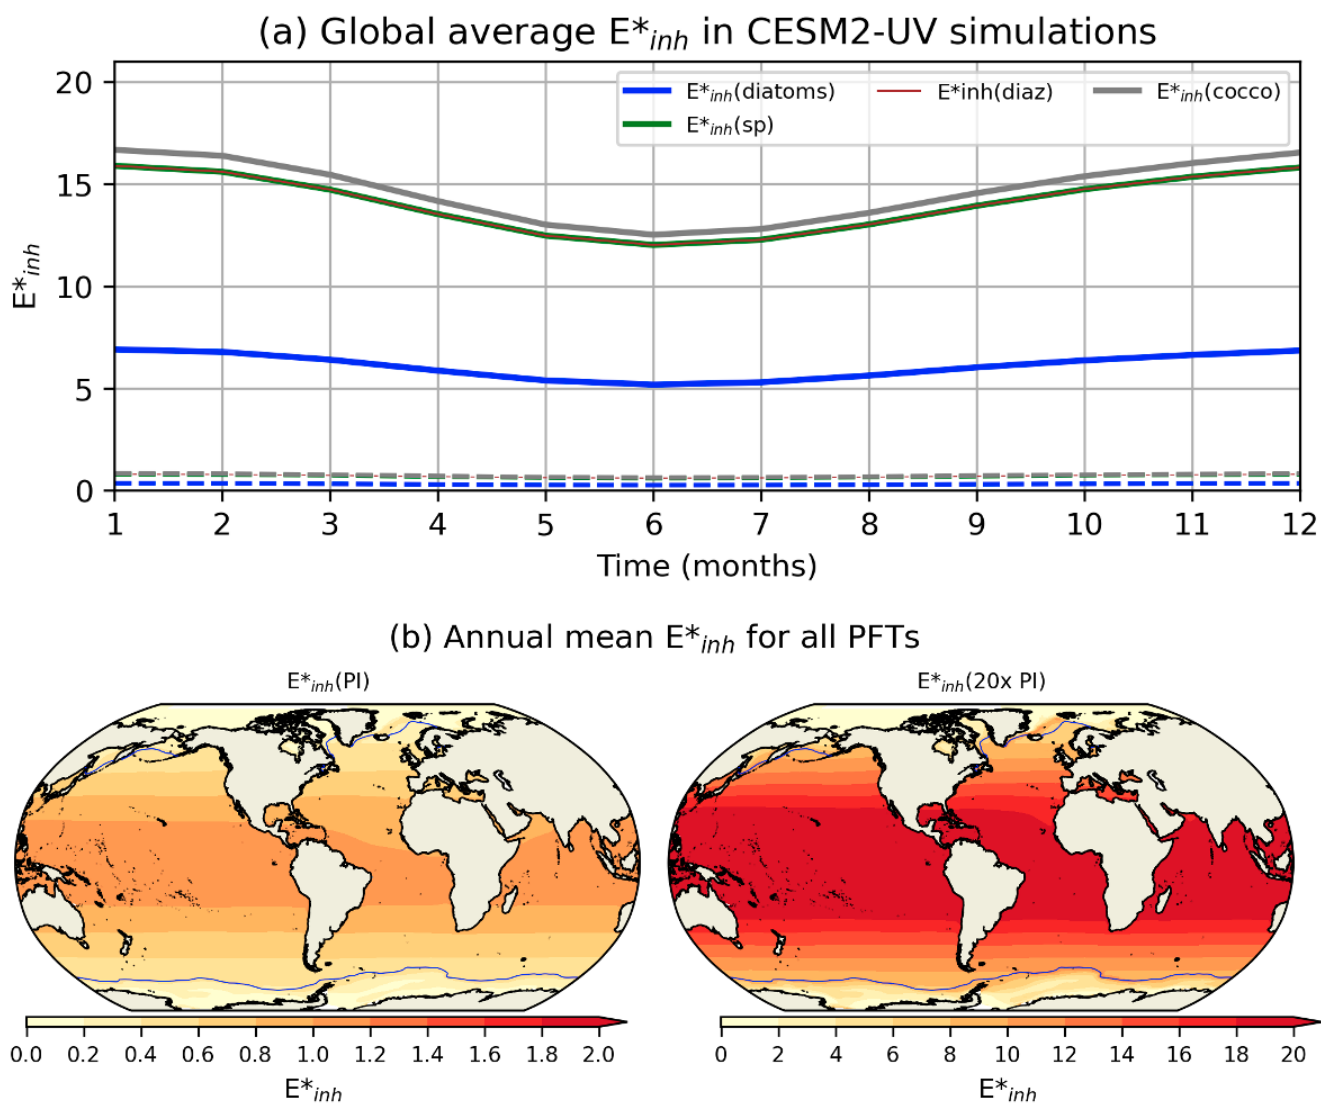 (a) Global average E*inh in CESM2-UV simulations
E*inh(diatoms) E*inh(diaz) E*inh(cocco)
E*inh(sp)
20
15
10
5
0
E*inh
1 2 3 4 5 6 7 8 9 10 11 12
Time (months)
(b) Annual mean E*inh for all PFTs
E*inh(PI) E*inh(20x PI)
0.0 0.2 0.4 0.6 0.8 1.0 1.2 1.4 1.6 1.8 2.0 0 2 4 6 8 10 12 14 16 18 20
E*inh E*inh